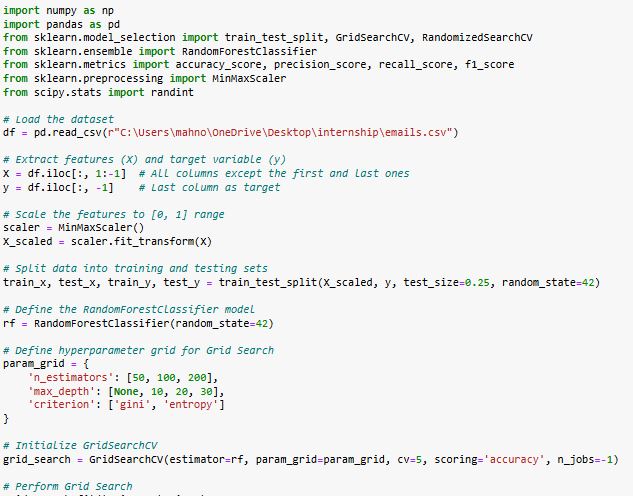 import numpy as np
import pandas as pd
from sklearn.model_selection import train_test_split, GridSearchCV, RandomizedSearchCV
from sklearn.ensemble import RandomForestClassifier
from sklearn.metrics import accuracy_score, precision_score, recall_score, f1_score
from sklearn.preprocessing import MinMaxScaler
from scipy.stats import randint

# Load the dataset
df = pd.read_csv(r"C:\Users\mahno\OneDrive\Desktop\internship\emails.csv")

# Extract features (X) and target variable (y)
X = df.iloc[:, 1:-1]  # All columns except the first and last ones
y = df.iloc[:, -1]    # Last column as target

# Scale the features to [0, 1] range
scaler = MinMaxScaler()
X_scaled = scaler.fit_transform(X)

# Split data into training and testing sets
train_x, test_x, train_y, test_y = train_test_split(X_scaled, y, test_size=0.25, random_state=42)

# Define the RandomForestClassifier model
rf = RandomForestClassifier(random_state=42)

# Define hyperparameter grid for Grid Search
param_grid = {
    'n_estimators': [50, 100, 200],
    'max_depth': [None, 10, 20, 30],
    'criterion': ['gini', 'entropy']
}

# Initialize GridSearchCV
grid_search = GridSearchCV(estimator=rf, param_grid=param_grid, cv=5, scoring='accuracy', n_jobs=-1)

# Perform Grid Search